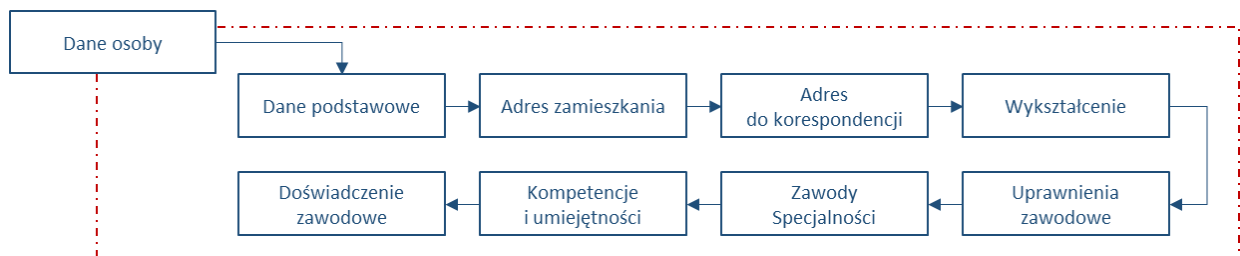 Dane osoby
Dane podstawowe
Adres zamieszkania
Adres
do korespondencji
Wykształcenie
Doświadczenie
zawodowe
Kompetencje
i umiejętności
Zawody
Specjalności
Uprawnienia
zawodowe